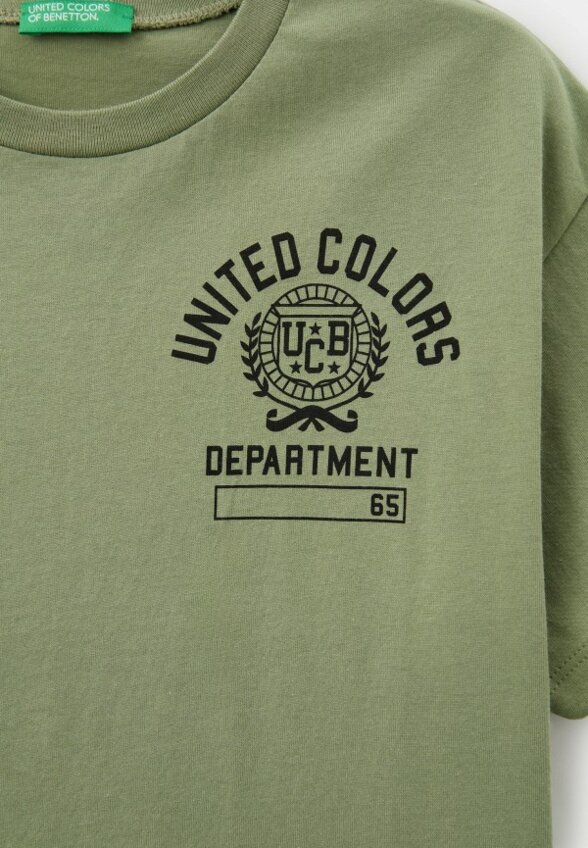 UNITED COLORS
OF BENETTON.
UNITED COLORS
UCB
DEPARTMENT
65